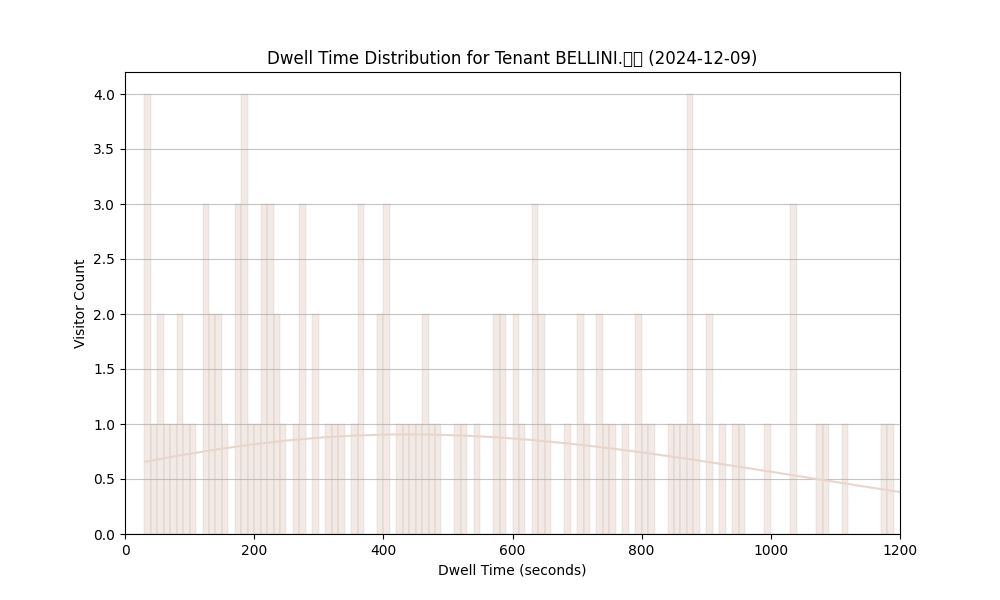 Dwell Time Distribution for Tenant BELLINI.▯▯ (2024-12-09)
Visitor Count
4.0
3.5
3.0
2.5
2.0
1.5
1.0
0.5
0.0
0 200 400 600 800 1000 1200
Dwell Time (seconds)